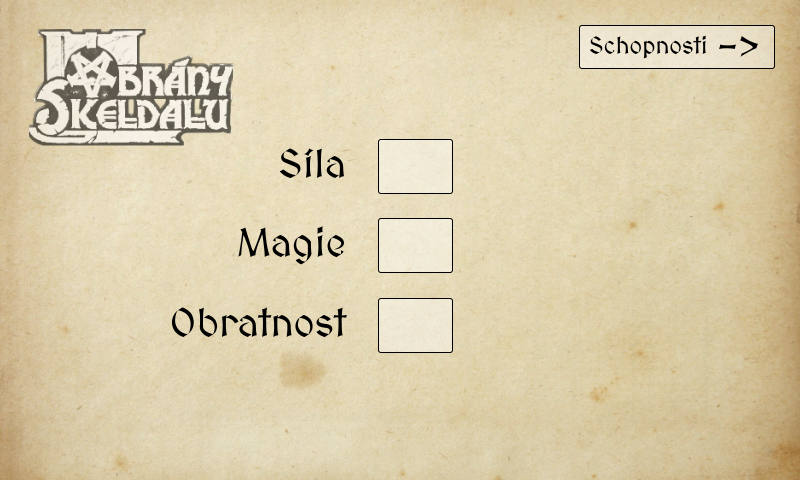 BRÁNY
SKELDALU
Schopnosti —>
Síla
Magie
Obratnost